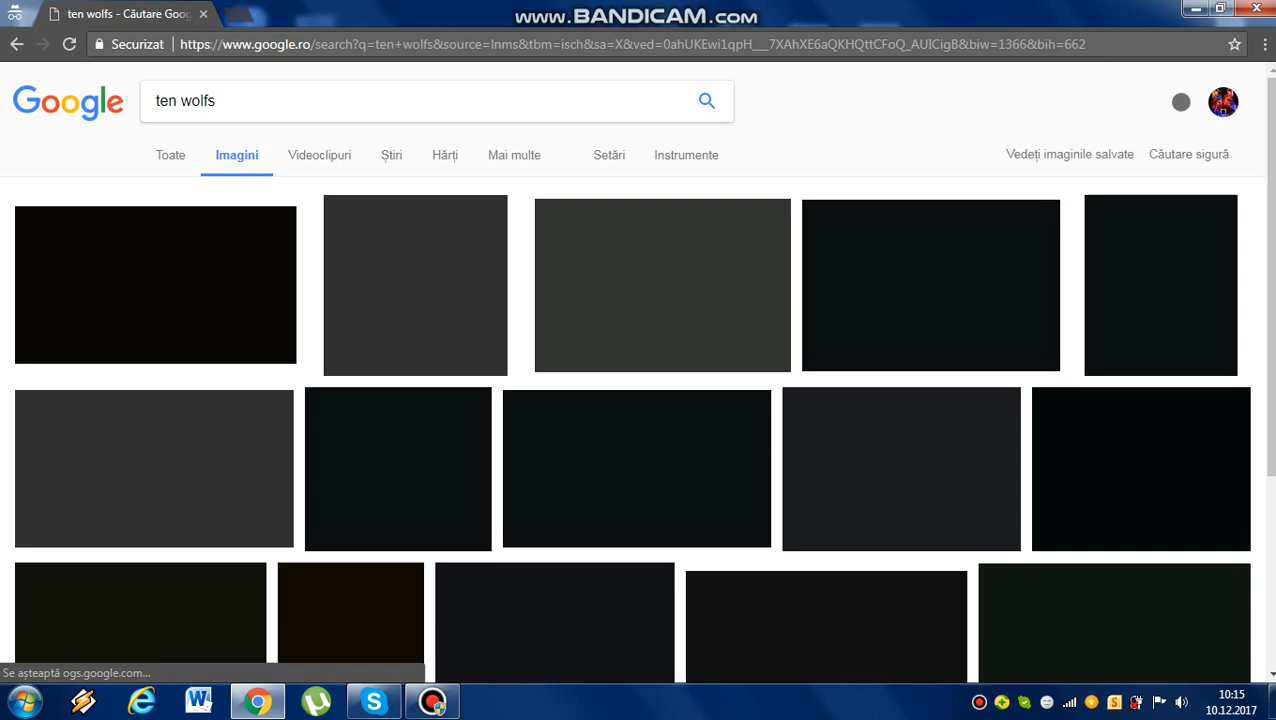 www.BANDICAM.com
ten wolfs - Căutare Goog
Securizat https://www.google.ro/search?q=ten+wolfs&source=lnms&tbm=isch&sa=X&ved=0ahUKEwi1qpH___7XAhXE6aQKHQttCFoQ_AUICigB&biw=1366&bih=662
Google
ten wolfs
Toate Imagini Videoclipuri Știri Hărți Mai multe Setări Instrumente Vedeți imaginile salvate Căutare sigură
Se așteaptă ogs.google.com...
10:15
10.12.2017